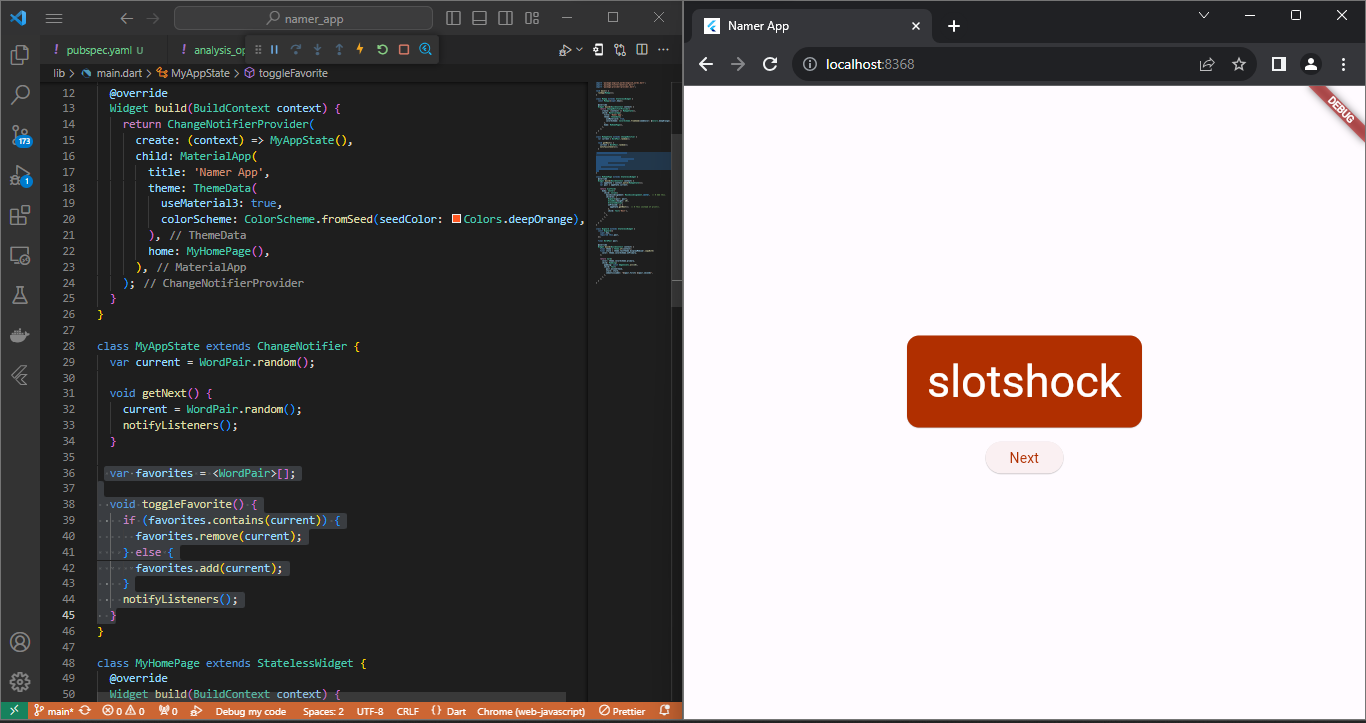 namer_app
pubspec.yaml U
analysis_op
lib > main.dart > MyAppState > toggleFavorite
12 @override
13 Widget build(BuildContext context) {
14 return ChangeNotifierProvider(
15 create: (context) => MyAppState(),
16 child: MaterialApp(
17 title: 'Namer App',
18 theme: ThemeData(
19 useMaterial3: true,
20 colorScheme: ColorScheme.fromSeed(seedColor: Colors.deepOrange),
21 ), // ThemeData
22 home: MyHomePage(),
23 ), // MaterialApp
24 ); // ChangeNotifierProvider
25 }
26 }
27
28 class MyAppState extends ChangeNotifier {
29 var current = WordPair.random();
30
31 void getNext() {
32 current = WordPair.random();
33 notifyListeners();
34 }
35
36 var favorites = <WordPair>[];
37
38 void toggleFavorite() {
39 if (favorites.contains(current)) {
40 favorites.remove(current);
41 } else {
42 favorites.add(current);
43 }
44 notifyListeners();
45 }
46 }
47
48 class MyHomePage extends StatelessWidget {
49 @override
50 Widget build(BuildContext context) {
173
1
main* 0 0 0 Debug my code Spaces: 2 UTF-8 CRLF {} Dart Chrome (web-javascript) Prettier
Namer App
localhost:8368
DEBUG
slotshock
Next